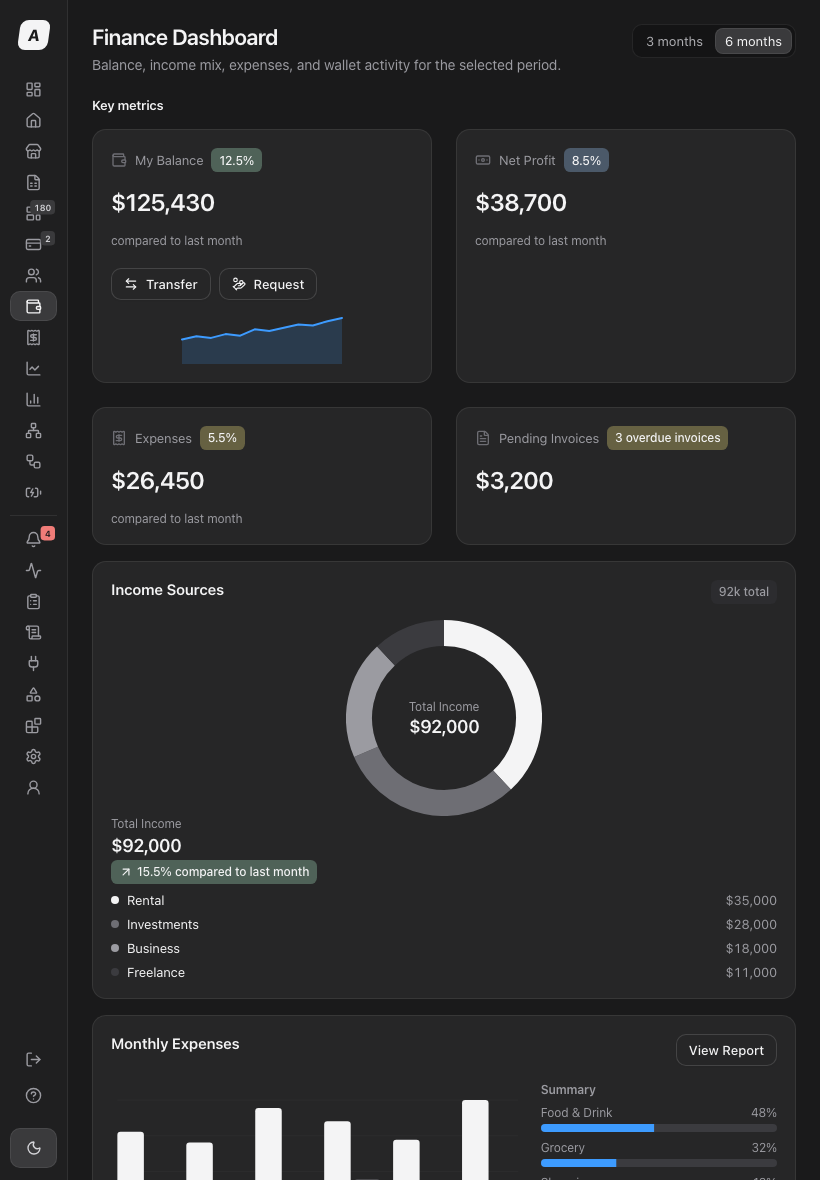 A
Finance Dashboard
3 months
6 months
Balance, income mix, expenses, and wallet activity for the selected period.
Key metrics
My Balance 12.5%
$125,430
compared to last month
Transfer
Request
Net Profit 8.5%
$38,700
compared to last month
180
2
Expenses 5.5%
$26,450
compared to last month
Pending Invoices 3 overdue invoices
$3,200
4
Income Sources
92k total
Total Income
$92,000
Total Income
$92,000
15.5% compared to last month
Rental $35,000
Investments $28,000
Business $18,000
Freelance $11,000
Monthly Expenses
View Report
Summary
Food & Drink 48%
Grocery 32%